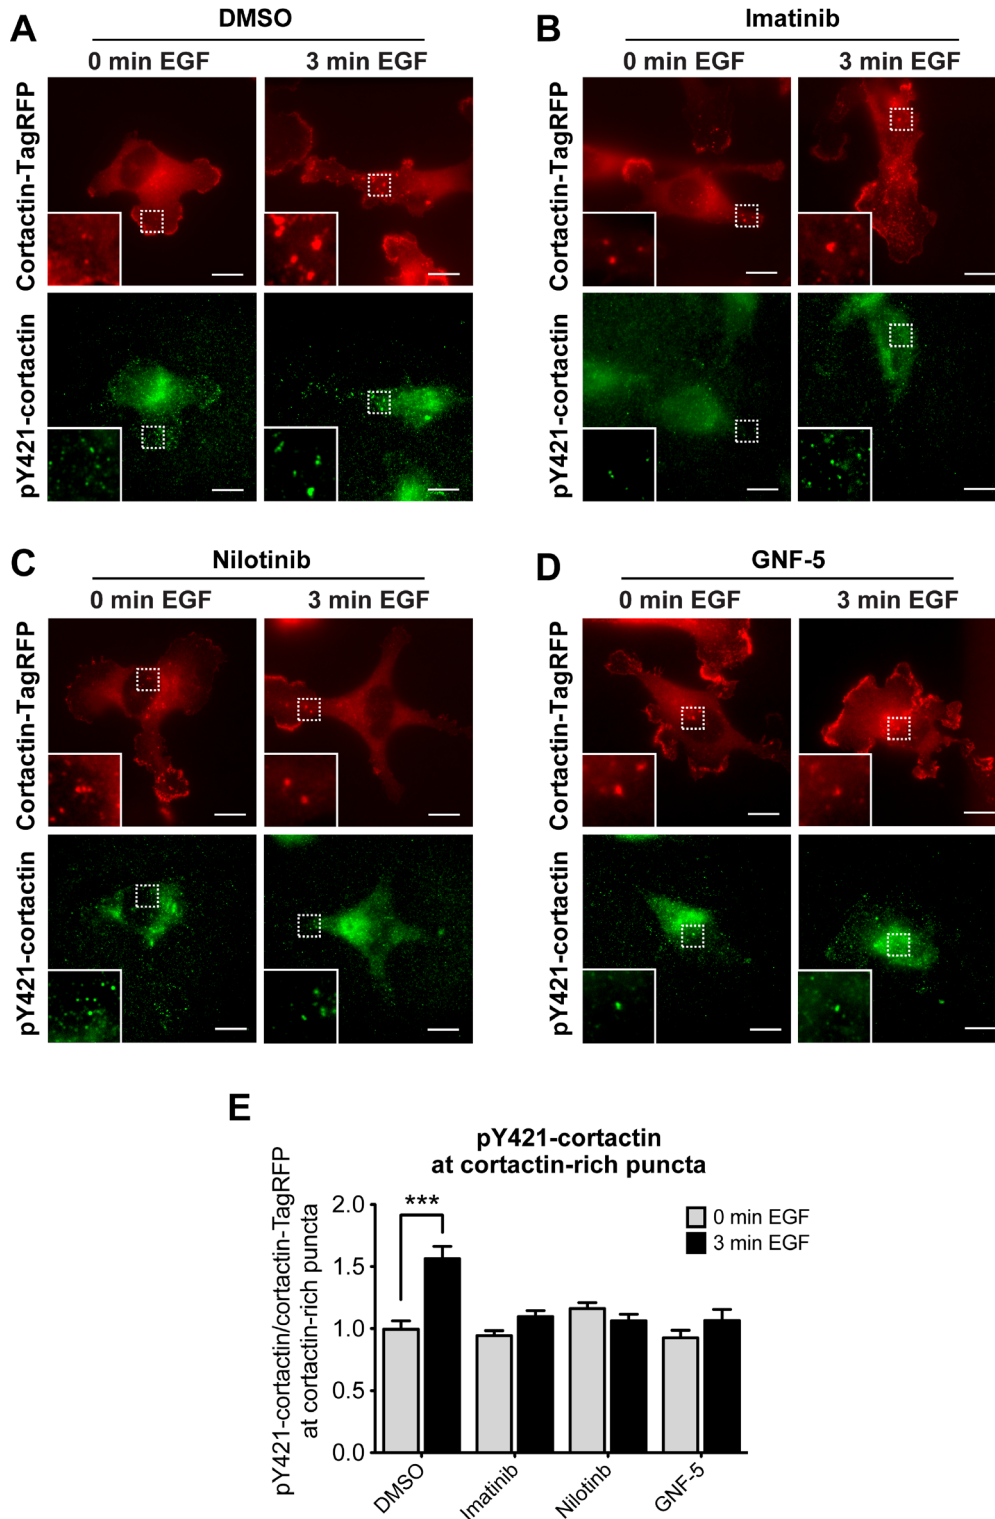 A
DMSO
0 min EGF
3 min EGF
Cortactin-TagRFP
pY421-cortactin
B
Imatinib
0 min EGF
3 min EGF
Cortactin-TagRFP
pY421-cortactin
C
Nilotinib
0 min EGF
3 min EGF
Cortactin-TagRFP
pY421-cortactin
D
GNF-5
0 min EGF
3 min EGF
Cortactin-TagRFP
pY421-cortactin
E
pY421-cortactin
at cortactin-rich puncta
pY421-cortactin/cortactin-TagRFP
at cortactin-rich puncta
2.0
1.5
1.0
0.5
0.0
***
0 min EGF
3 min EGF
DMSO
Imatinib
Nilotinb
GNF-5